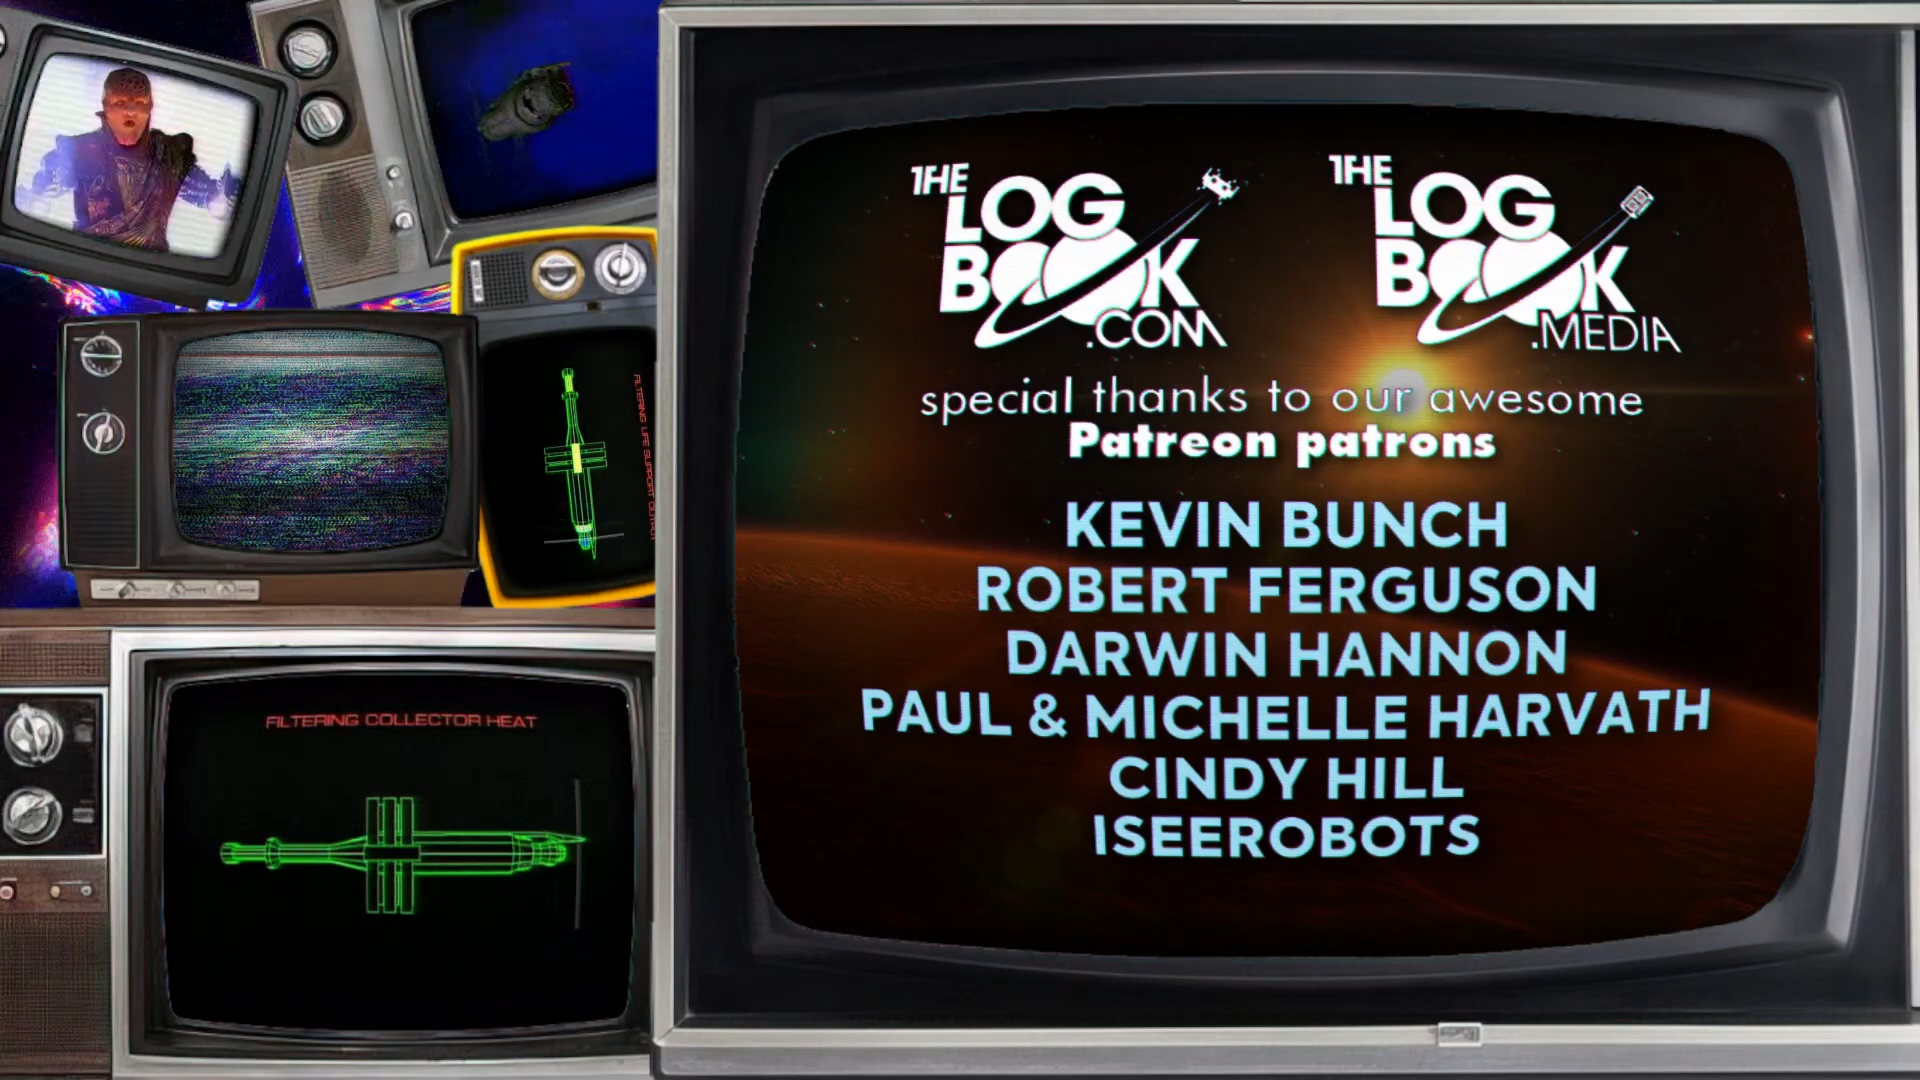 THE
LOG
BOOK
.COM
THE
LOG
BOOK
.MEDIA
special thanks to our awesome
Patreon patrons
KEVIN BUNCH
ROBERT FERGUSON
DARWIN HANNON
PAUL & MICHELLE HARVATH
CINDY HILL
ISEEROBOTS
FILTERING LIFE SUPPORT OUTPUT
FILTERING COLLECTOR HEAT